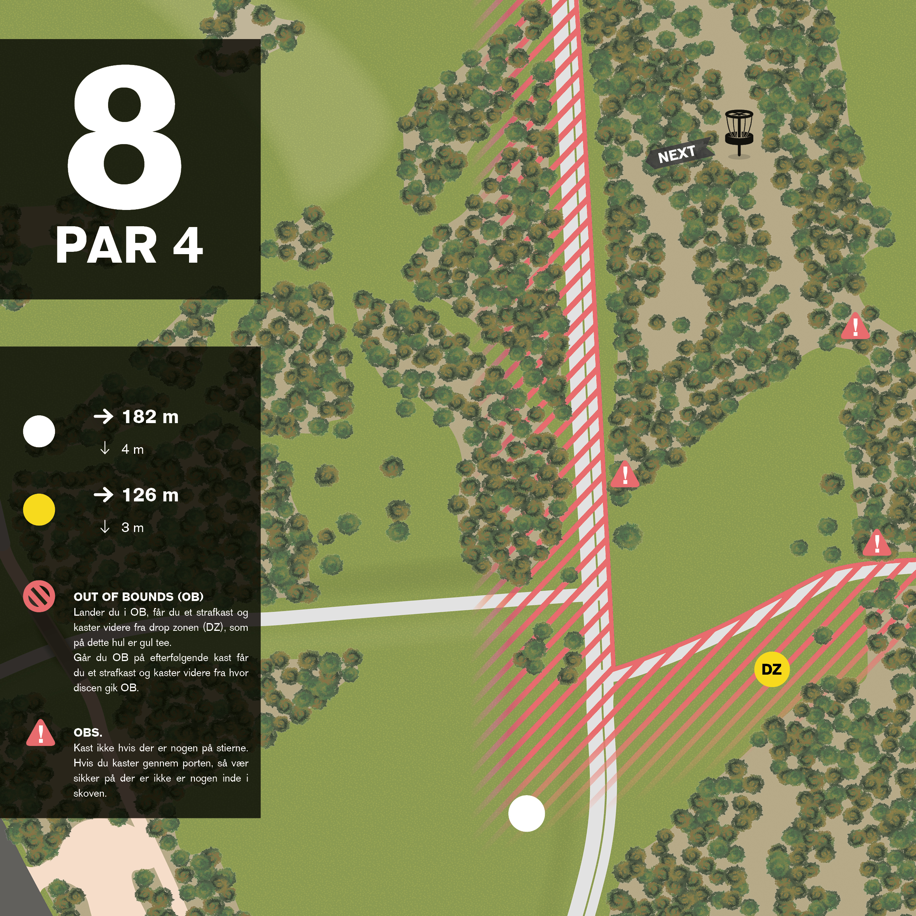 8
PAR 4
NEXT
→ 182 m
↓ 4 m
→ 126 m
↓ 3 m
OUT OF BOUNDS (OB)
Lander du i OB, får du et strafkast og
kaster videre fra drop zonen (DZ), som
på dette hul er gul tee.
Går du OB på efterfølgende kast får
du et strafkast og kaster videre fra hvor
discen gik OB.
OBS.
Kast ikke hvis der er nogen på stierne.
Hvis du kaster gennem porten, så vær
sikker på der er ikke er nogen inde i
skoven.
DZ